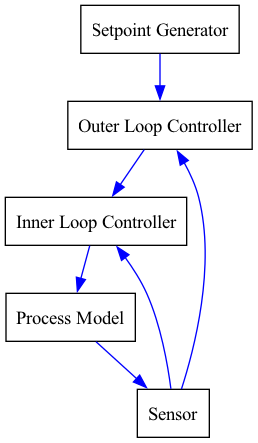 Setpoint Generator
Outer Loop Controller
Inner Loop Controller
Process Model
Sensor